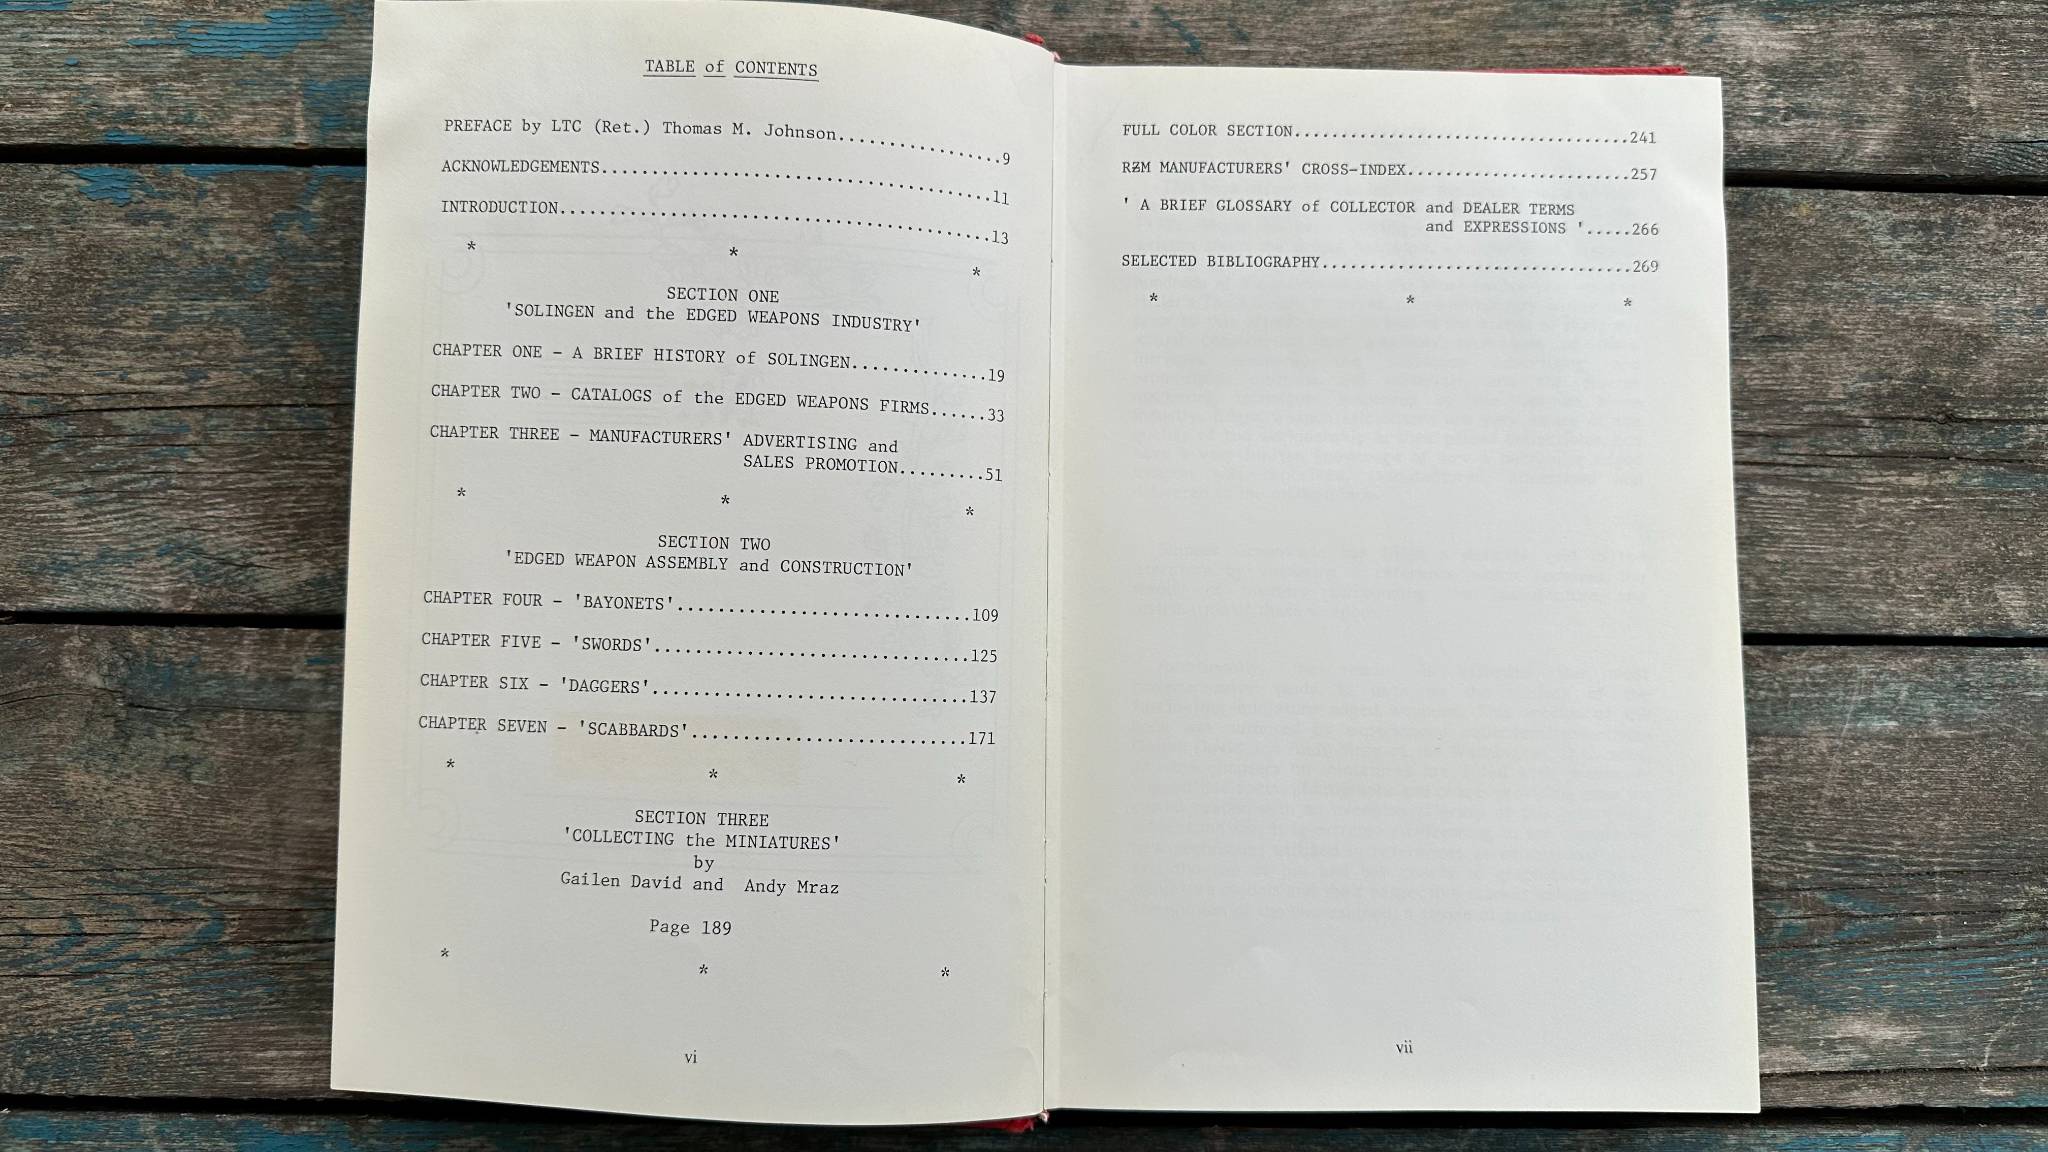 TABLE of CONTENTS
PREFACE by LTC (Ret.) Thomas M. Johnson................9
ACKNOWLEDGEMENTS......................................11
INTRODUCTION..........................................13
* * *
SECTION ONE
'SOLINGEN and the EDGED WEAPONS INDUSTRY'
CHAPTER ONE - A BRIEF HISTORY of SOLINGEN..............19
CHAPTER TWO - CATALOGS of the EDGED WEAPONS FIRMS......33
CHAPTER THREE - MANUFACTURERS' ADVERTISING and
SALES PROMOTION.........51
* * *
SECTION TWO
'EDGED WEAPON ASSEMBLY and CONSTRUCTION'
CHAPTER FOUR - 'BAYONETS'.............................109
CHAPTER FIVE - 'SWORDS'...............................125
CHAPTER SIX - 'DAGGERS'...............................137
CHAPTER SEVEN - 'SCABBARDS'...........................171
* * *
SECTION THREE
'COLLECTING the MINIATURES'
by
Gailen David and Andy Mraz
Page 189
* * *
vi
FULL COLOR SECTION....................................241
RZM MANUFACTURERS' CROSS-INDEX........................257
' A BRIEF GLOSSARY of COLLECTOR and DEALER TERMS
and EXPRESSIONS '.....266
SELECTED BIBLIOGRAPHY.................................269
* * *
vii